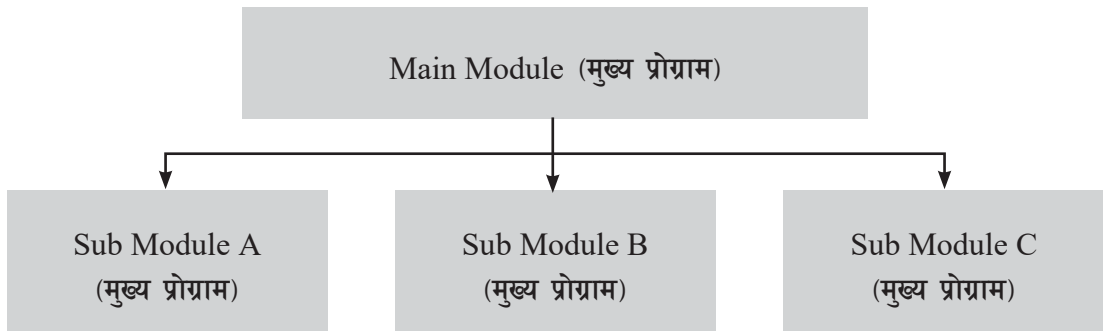 Main Module (मुख्य प्रोग्राम)
Sub Module A
(मुख्य प्रोग्राम)
Sub Module B
(मुख्य प्रोग्राम)
Sub Module C
(मुख्य प्रोग्राम)